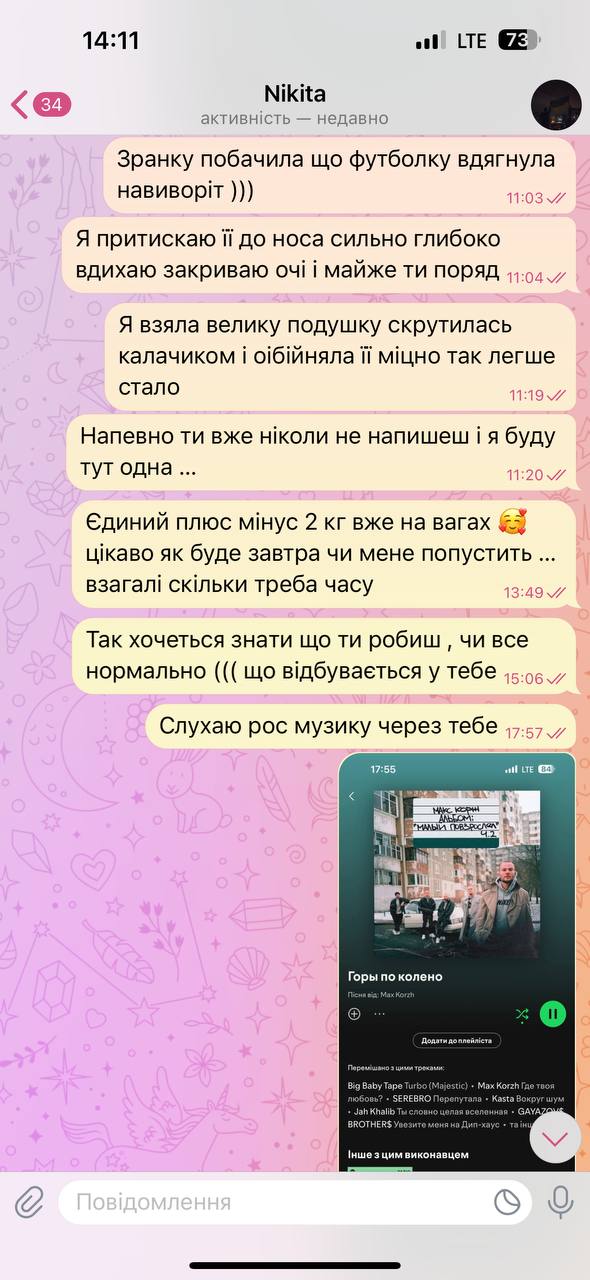 14:11
LTE 73
34
Nikita
активність — недавно
Зранку побачила що футболку вдягнула
навиворіт )))
11:03
Я притискаю її до носа сильно глибоко
вдихаю закриваю очі і майже ти поряд
11:04
Я взяла велику подушку скрутилась
калачиком і оібійняла її міцно так легше
стало
11:19
Напевно ти вже ніколи не напишеш і я буду
тут одна ...
11:20
Єдиний плюс мінус 2 кг вже на вагах 🥰
цікаво як буде завтра чи мене попустить ...
взагалі скільки треба часу
13:49
Так хочеться знати що ти робиш , чи все
нормально ((( що відбувається у тебе
15:06
Слухаю рос музику через тебе
17:57
17:55
LTE 84
МАКС КОРЖ
АЛЬБОМ:
"МАЛЫЙ ПОВЗРОСЛЕЛ"
Ч.2
Горы по колено
Пісня від: Max Korzh
Додати до плейліста
Перемішано з цими треками:
Big Baby Tape Turbo (Majestic) • Max Korzh Где твоя
любовь? • SEREBRO Перепутала • Kasta Вокруг шум
• Jah Khalib Ты словно целая вселенная • GAYAZOV$
BROTHER$ Увезите меня на Дип-хаус • та
Інше з цим виконавцем
Повідомлення